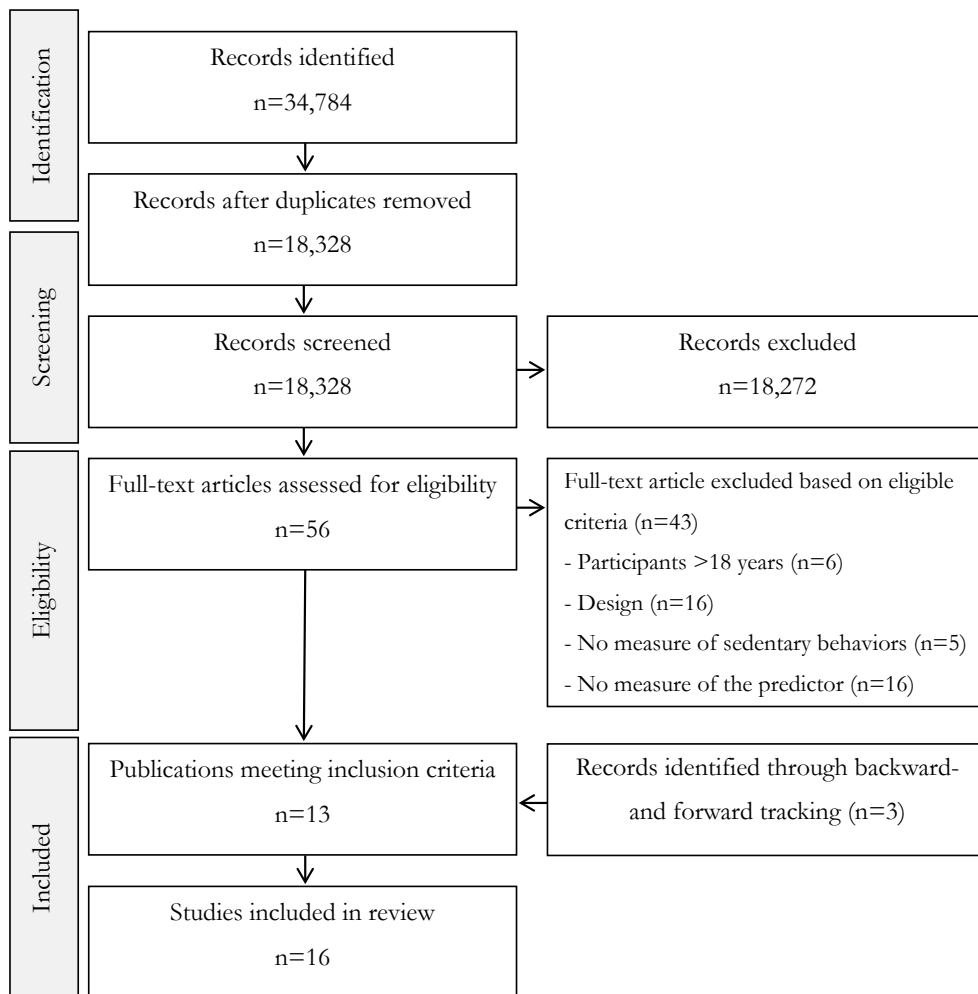 Identification
Records identified
n=34,784
Records after duplicates removed
n=18,328
Screening
Records screened
n=18,328
Records excluded
n=18,272
Eligibility
Full-text articles assessed for eligibility
n=56
Full-text article excluded based on eligible
criteria (n=43)
- Participants >18 years (n=6)
- Design (n=16)
- No measure of sedentary behaviors (n=5)
- No measure of the predictor (n=16)
Included
Publications meeting inclusion criteria
n=13
Records identified through backward-
and forward tracking (n=3)
Studies included in review
n=16